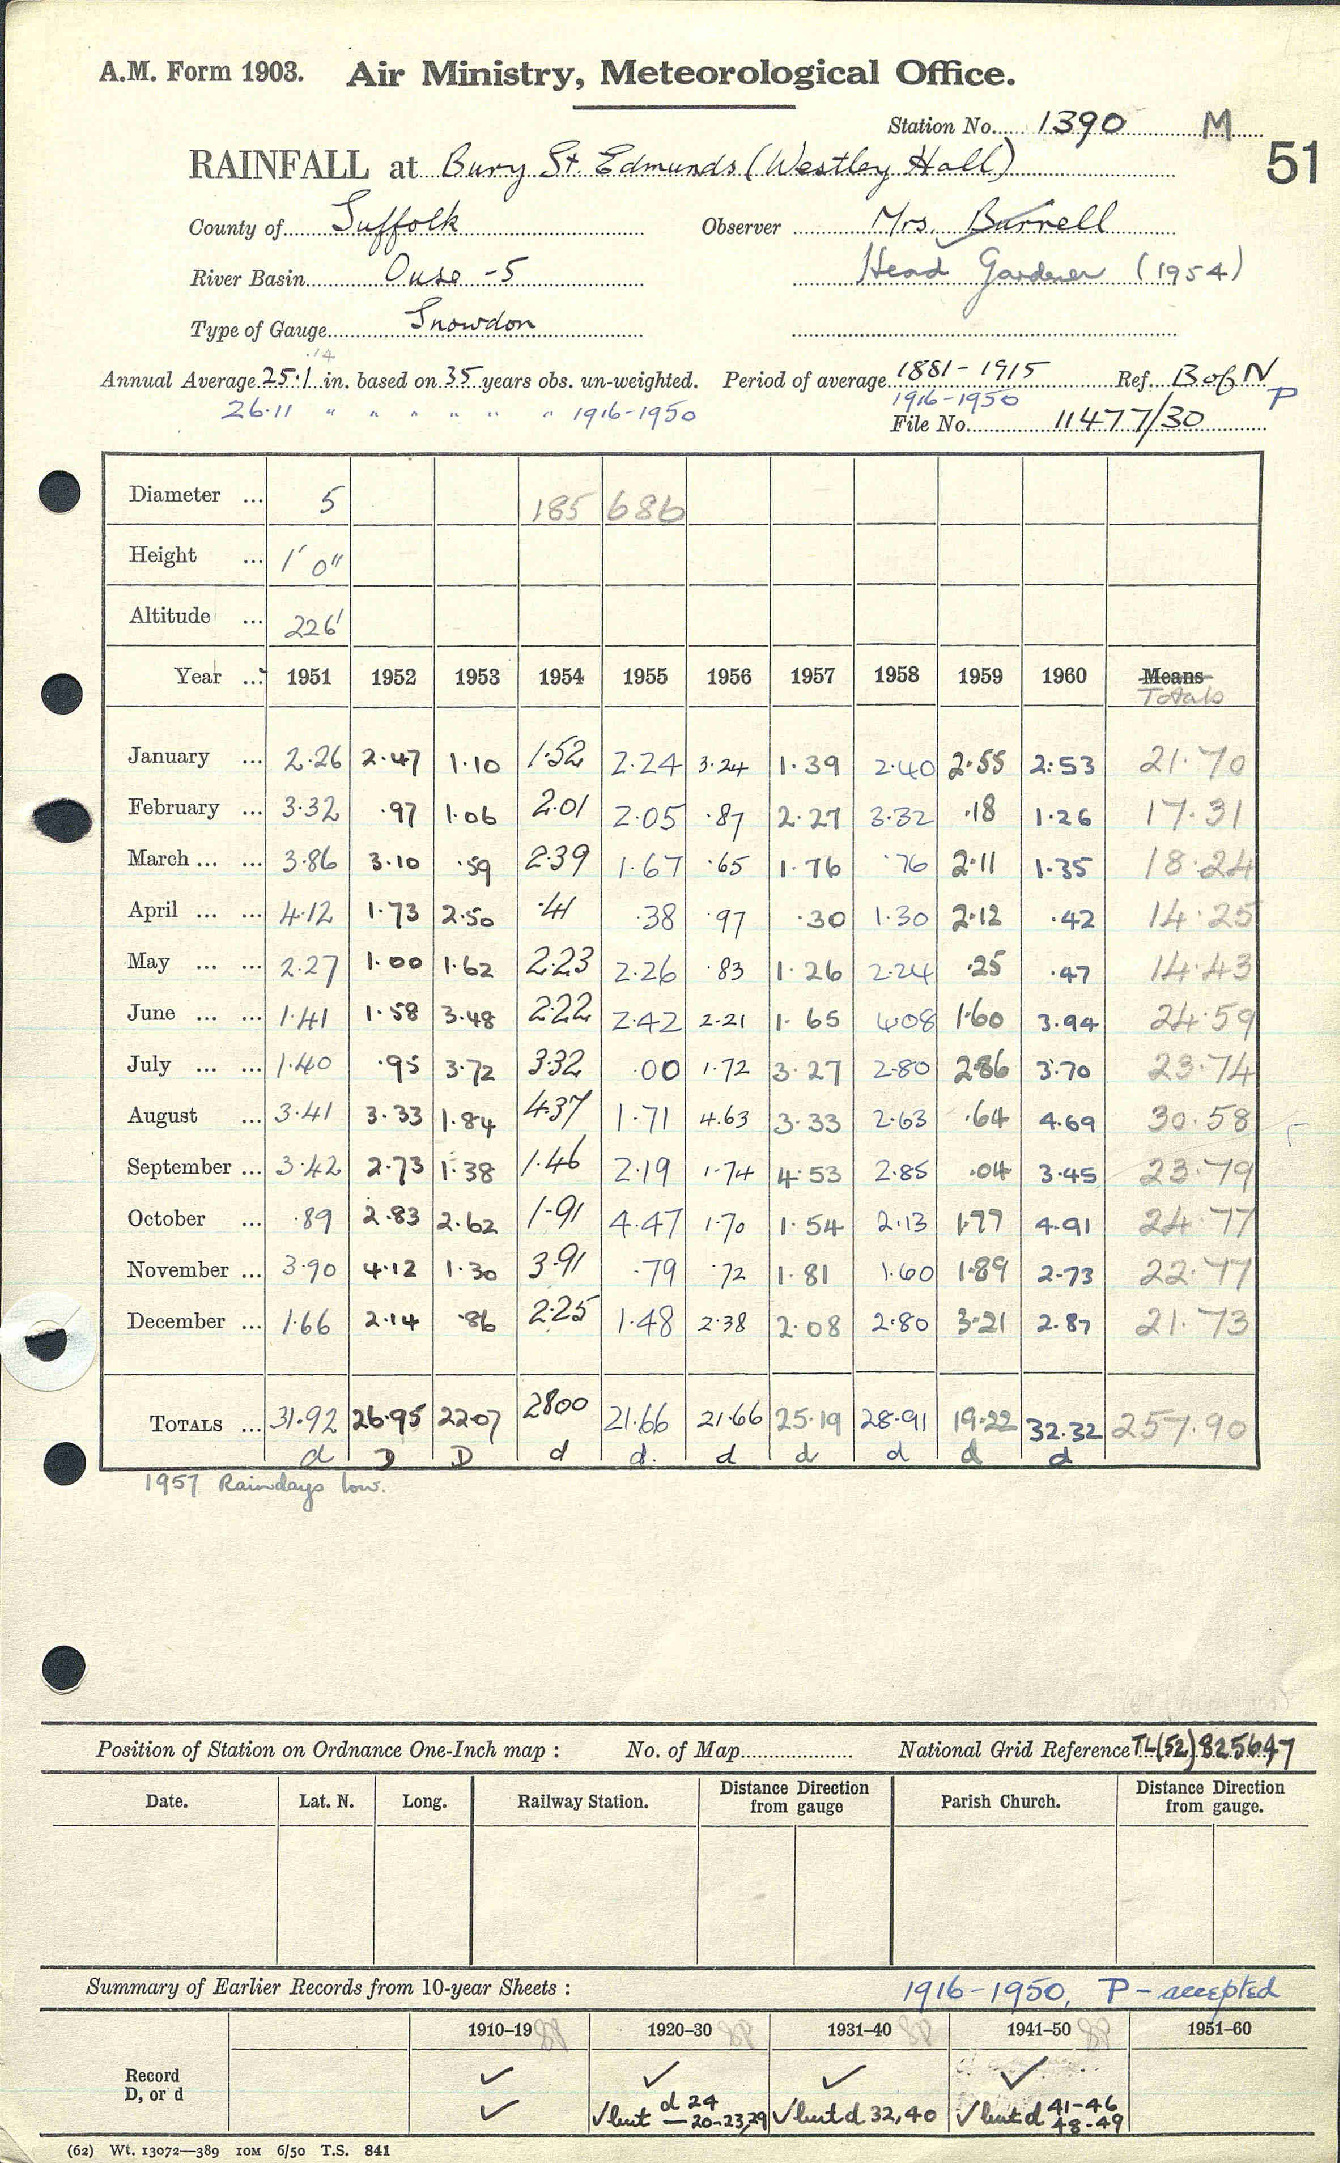 A.M. Form 1903. Air Ministry, Meteorological Office.
Station No. 1390 M
51
RAINFALL at Bury St. Edmunds (Westley Hall)
County of Suffolk Observer Mrs. Burrell
River Basin Ouse -5 Head Gardener (1954)
Type of Gauge Snowdon
.14
Annual Average 25.1 in. based on 35 years obs. un-weighted. Period of average 1881-1915 Ref. B of N
26.11 " " " " " " 1916-1950 1916-1950 P
File No. 11477/30
Diameter ... 5 185 686
Height ... 1' 0"
Altitude ... 226'
Year ... 1951 1952 1953 1954 1955 1956 1957 1958 1959 1960 Means
Totals
January ... 2.26 2.47 1.10 1.52 2.24 3.24 1.39 2.40 2.55 2.53 21.70
February ... 3.32 .97 1.06 2.01 2.05 .87 2.27 3.32 .18 1.26 17.31
March ... ... 3.86 3.10 .59 2.39 1.67 .65 1.76 .76 2.11 1.35 18.24
April ... ... 4.12 1.73 2.50 .41 .38 .97 .30 1.30 2.12 .42 14.25
May ... ... 2.27 1.00 1.62 2.23 2.26 .83 1.26 2.24 .25 .47 14.43
June ... ... 1.41 1.58 3.48 2.22 2.42 2.21 1.65 4.08 1.60 3.94 24.59
July ... ... 1.40 .95 3.72 3.32 .00 1.72 3.27 2.80 2.86 3.70 23.74
August ... 3.41 3.33 1.84 4.37 1.71 4.63 3.33 2.63 .64 4.69 30.58
September ... 3.42 2.73 1.38 1.46 2.19 1.74 4.53 2.85 .04 3.45 23.79
October ... .89 2.83 2.62 1.91 4.47 1.70 1.54 2.13 1.77 4.91 24.77
November ... 3.90 4.12 1.30 3.91 .79 .72 1.81 1.60 1.89 2.73 22.77
December ... 1.66 2.14 .86 2.25 1.48 2.38 2.08 2.80 3.21 2.87 21.73
TOTALS ... 31.92 26.95 22.07 28.00 21.66 21.66 25.19 28.91 19.22 32.32 257.90
d D D d d. d d d d d
1957 Raindays low.
Position of Station on Ordnance One-Inch map : No. of Map National Grid Reference TL(52)825647
Date. Lat. N. Long. Railway Station. Distance Direction from gauge Parish Church. Distance Direction from gauge.
Summary of Earlier Records from 10-year Sheets : 1916-1950, P - accepted
1910–19 1920–30 1931–40 1941–50 1951–60
Record ✓ ✓ ✓ ✓
D, or d ✓ ✓ but d 24 — 20-23,29 ✓ but d 32,40 ✓ but d 41-46 48-49
(62) Wt. 13072—389 10M 6/50 T.S. 841